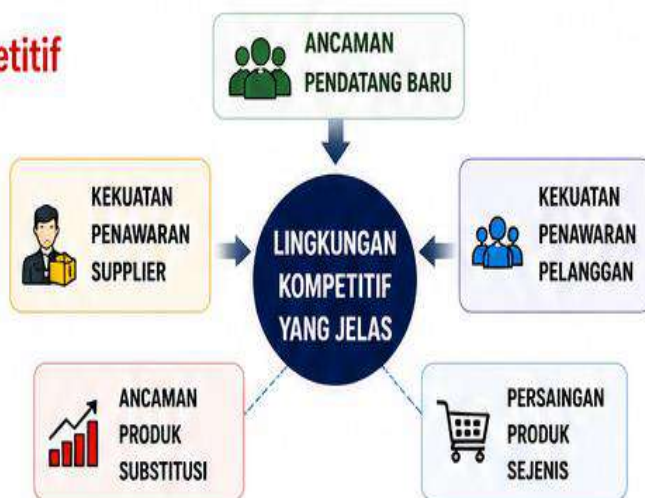 etitif
ANCAMAN
PENDATANG BARU
KEKUATAN
PENAWARAN
SUPPLIER
LINGKUNGAN
KOMPETITIF
YANG JELAS
KEKUATAN
PENAWARAN
PELANGGAN
ANCAMAN
PRODUK
SUBSTITUSI
PERSAINGAN
PRODUK
SEJENIS